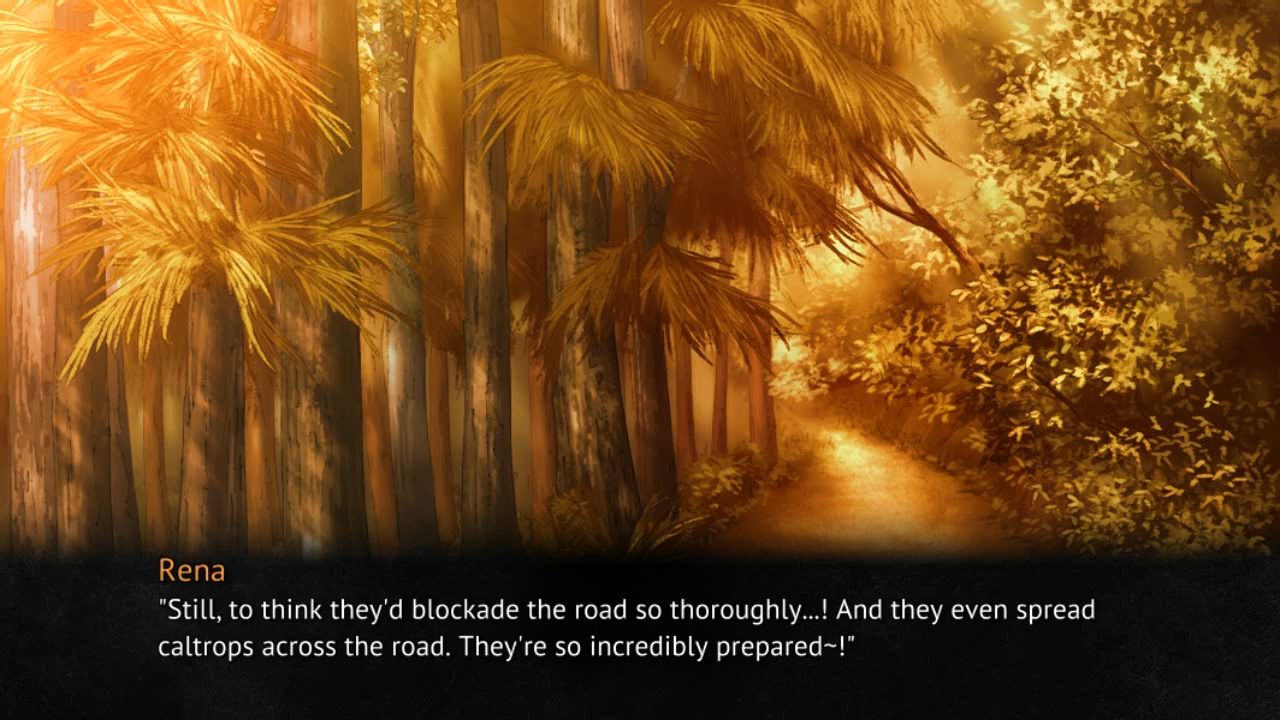 Rena
"Still, to think they'd blockade the road so thoroughly...! And they even spread
caltrops across the road. They're so incredibly prepared~!"